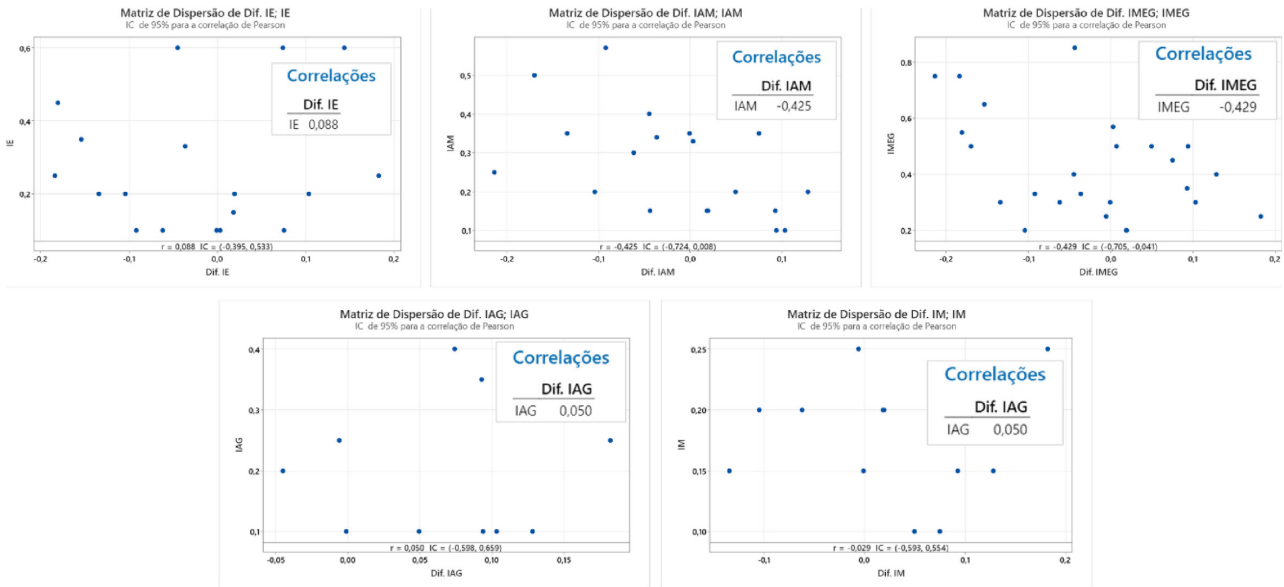 Matriz de Dispersão de Dif. IE; IE
IC de 95% para a correlação de Pearson
0,6
0,4
0,2
IE
Correlações
Dif. IE
IE 0,088
r = 0,088 IC = (-0,395, 0,533)
-0,2 -0,1 0,0 0,1 0,2
Dif. IE
Matriz de Dispersão de Dif. IAM; IAM
IC de 95% para a correlação de Pearson
0,5
0,4
0,3
0,2
0,1
IAM
Correlações
Dif. IAM
IAM -0,425
r = -0,425 IC = (-0,724, 0,008)
-0,2 -0,1 0,0 0,1
Dif. IAM
Matriz de Dispersão de Dif. IMEG; IMEG
IC de 95% para a correlação de Pearson
0.8
0.6
0.4
0.2
IMEG
Correlações
Dif. IMEG
IMEG -0,429
r = -0,429 IC = (-0,705, -0,041)
-0,2 -0,1 0,0 0,1 0,2
Dif. IMEG
Matriz de Dispersão de Dif. IAG; IAG
IC de 95% para a correlação de Pearson
0,4
0,3
0,2
0,1
IAG
Correlações
Dif. IAG
IAG 0,050
r = 0,050 IC = (-0,598, 0,659)
-0,05 0,00 0,05 0,10 0,15
Dif. IAG
Matriz de Dispersão de Dif. IM; IM
IC de 95% para a correlação de Pearson
0,25
0,20
0,15
0,10
IM
Correlações
Dif. IAG
IAG 0,050
r = -0,029 IC = (-0,593, 0,554)
-0,1 0,0 0,1 0,2
Dif. IM